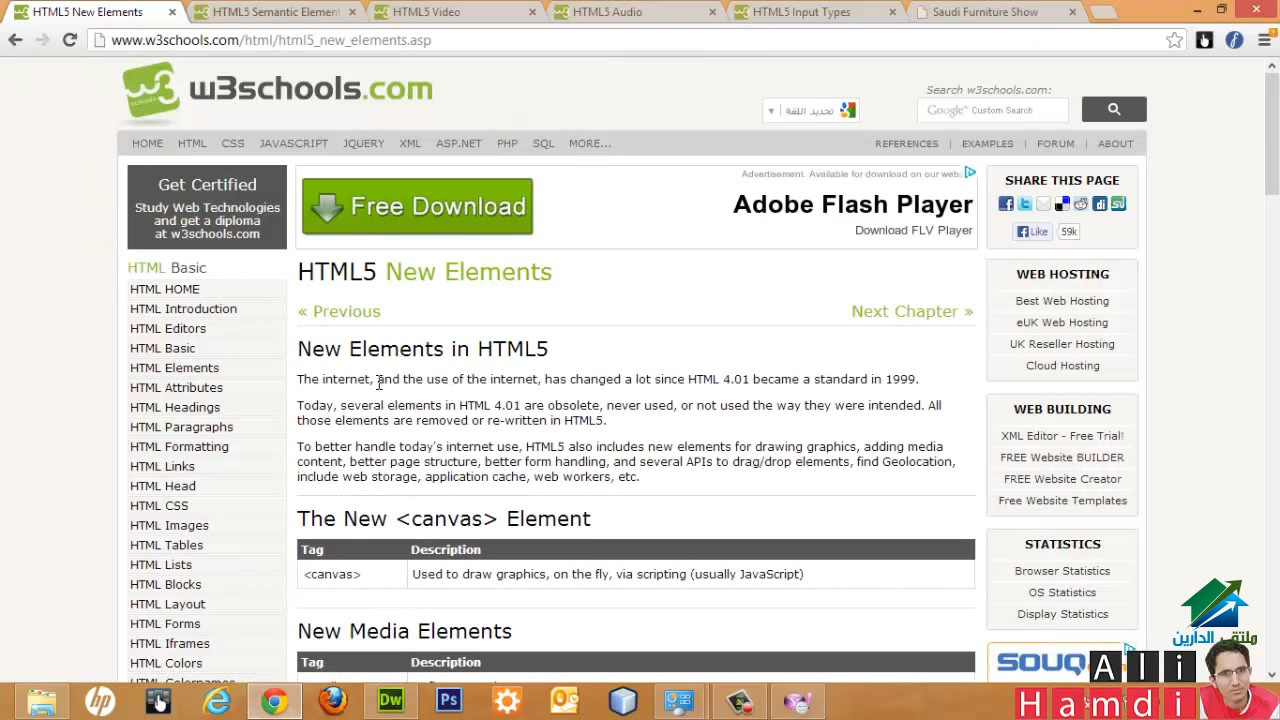 HTML5 New Elements
HTML5 Semantic Element
HTML5 Video
HTML5 Audio
HTML5 Input Types
Saudi Furniture Show
www.w3schools.com/html/html5_new_elements.asp
w3schools.com
تحديد اللغة
Search w3schools.com:
Google™ Custom Search
HOME HTML CSS JAVASCRIPT JQUERY XML ASP.NET PHP SQL MORE... REFERENCES | EXAMPLES | FORUM | ABOUT
Get Certified
Study Web Technologies
and get a diploma
at w3schools.com
Advertisement. Available for download on our web
Free Download
Adobe Flash Player
Download FLV Player
SHARE THIS PAGE
Like 59k
HTML Basic
HTML HOME
HTML Introduction
HTML Editors
HTML Basic
HTML Elements
HTML Attributes
HTML Headings
HTML Paragraphs
HTML Formatting
HTML Links
HTML Head
HTML CSS
HTML Images
HTML Tables
HTML Lists
HTML Blocks
HTML Layout
HTML Forms
HTML Iframes
HTML Colors
HTML Colornames
HTML5 New Elements
« Previous
Next Chapter »
New Elements in HTML5
The internet, and the use of the internet, has changed a lot since HTML 4.01 became a standard in 1999.
Today, several elements in HTML 4.01 are obsolete, never used, or not used the way they were intended. All
those elements are removed or re-written in HTML5.
To better handle today's internet use, HTML5 also includes new elements for drawing graphics, adding media
content, better page structure, better form handling, and several APIs to drag/drop elements, find Geolocation,
include web storage, application cache, web workers, etc.
The New <canvas> Element
Tag Description
<canvas> Used to draw graphics, on the fly, via scripting (usually JavaScript)
New Media Elements
Tag Description
WEB HOSTING
Best Web Hosting
eUK Web Hosting
UK Reseller Hosting
Cloud Hosting
WEB BUILDING
XML Editor - Free Trial!
FREE Website BUILDER
FREE Website Creator
Free Website Templates
STATISTICS
Browser Statistics
OS Statistics
Display Statistics
SOUQ
ملتقى الدارين
Ali
Hamdi
hp
Dw
Ps